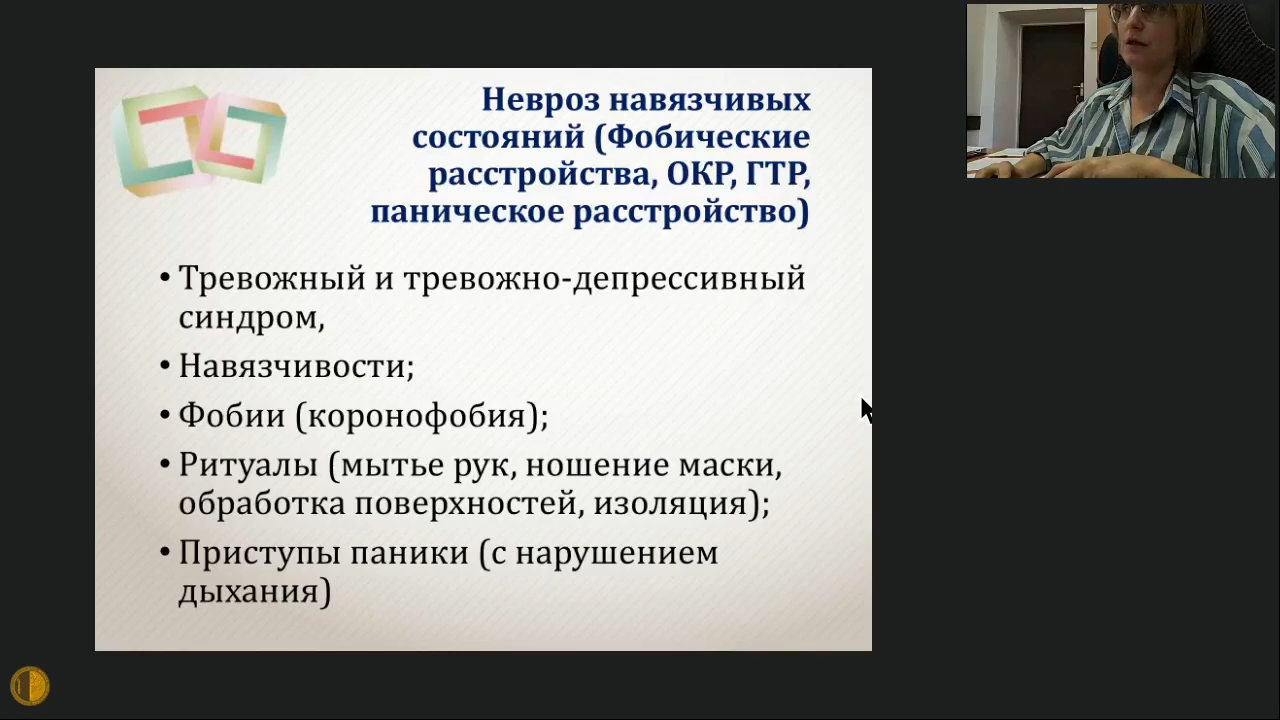 Невроз навязчивых
состояний (Фобические
расстройства, ОКР, ГТР,
паническое расстройство)
• Тревожный и тревожно-депрессивный
синдром,
• Навязчивости;
• Фобии (коронофобия);
• Ритуалы (мытье рук, ношение маски,
обработка поверхностей, изоляция);
• Приступы паники (с нарушением
дыхания)